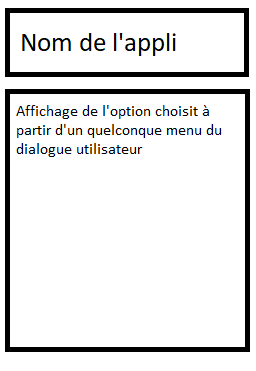 Nom de l'appli
Affichage de l'option choisit à
partir d'un quelconque menu du
dialogue utilisateur